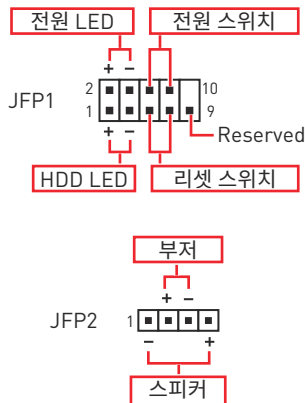 전원 LED 전원 스위치
+ −
2 10
JFP1
1 9
+ − Reserved
HDD LED 리셋 스위치
부저
+ −
JFP2 1
− +
스피커